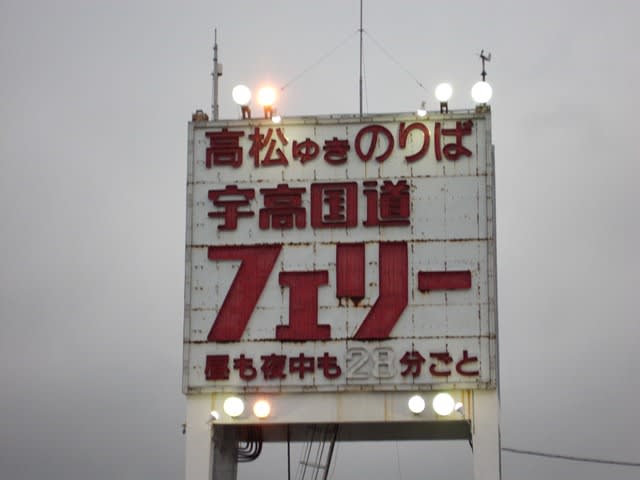 高松ゆきのりば
宇高国道
フェリー
昼も夜中も28分ごと